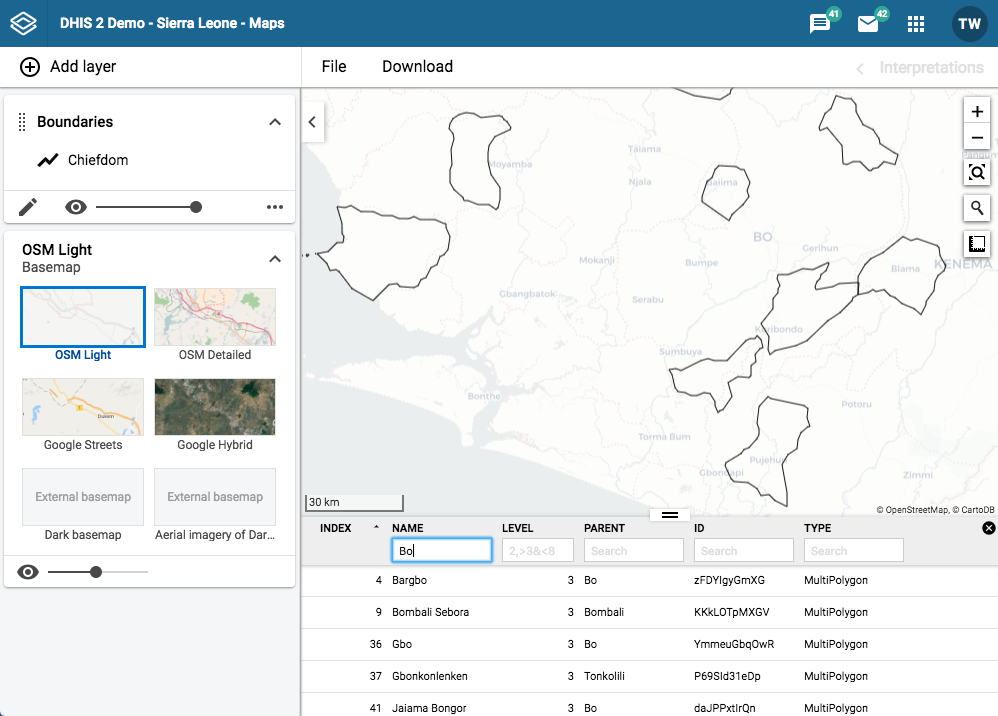 DHIS 2 Demo - Sierra Leone - Maps
41
42
TW
Add layer
File
Download
Interpretations
Boundaries
Chiefdom
OSM Light
Basemap
OSM Light
OSM Detailed
Google Streets
Google Hybrid
External basemap
External basemap
Dark basemap
Aerial imagery of Dar...
Moyamba
Taiama
Njala
Baiima
BO
Gerihun
Blama
KENEMA
Mokanji
Bumpe
Gbangbatok
Serabu
Koribondo
Sumbuya
Bonthe
Potoru
Torma Bum
Pujehun
Gbondapi
Zimmi
30 km
© OpenStreetMap, © CartoDB
INDEX NAME LEVEL PARENT ID TYPE
Bo 2,>3&<8 Search Search Search
4 Bargbo 3 Bo zFDYIgyGmXG MultiPolygon
9 Bombali Sebora 3 Bombali KKkLOTpMXGV MultiPolygon
36 Gbo 3 Bo YmmeuGbqOwR MultiPolygon
37 Gbonkonlenken 3 Tonkolili P69SId31eDp MultiPolygon
41 Jaiama Bongor 3 Bo daJPPxtIrQn MultiPolygon